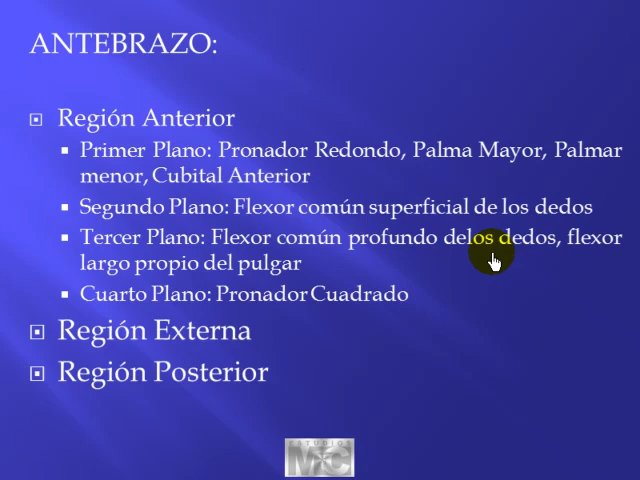 ANTEBRAZO:
Región Anterior
Primer Plano: Pronador Redondo, Palma Mayor, Palmar
menor, Cubital Anterior
Segundo Plano: Flexor común superficial de los dedos
Tercer Plano: Flexor común profundo delos dedos, flexor
largo propio del pulgar
Cuarto Plano: Pronador Cuadrado
Región Externa
Región Posterior
ESTUDIOS
MC